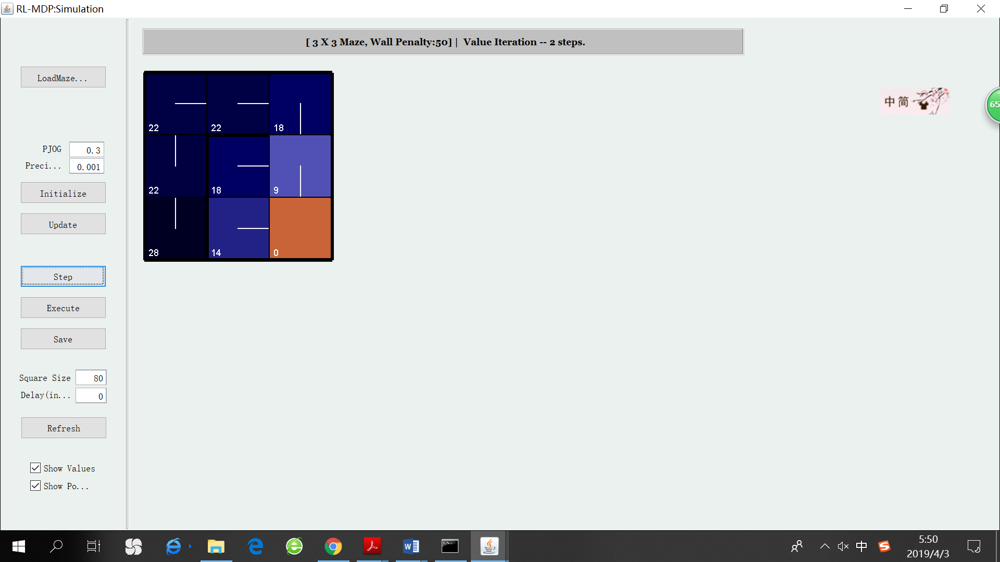 RL-MDP:Simulation
[ 3 X 3 Maze, Wall Penalty:50] | Value Iteration -- 2 steps.
LoadMaze...
PJOG 0.3
Preci... 0.001
Initialize
Update
Step
Execute
Save
Square Size 80
Delay(in... 0
Refresh
Show Values
Show Po...
22 22 18
22 18 9
28 14 0
中简
65
中
5:50
2019/4/3